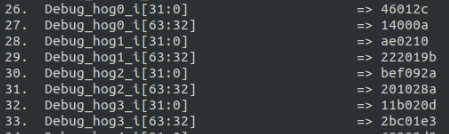 26. Debug_hog0_i[31:0] => 46012c
27. Debug_hog0_i[63:32] => 14000a
28. Debug_hog1_i[31:0] => ae0210
29. Debug_hog1_i[63:32] => 222019b
30. Debug_hog2_i[31:0] => bef092a
31. Debug_hog2_i[63:32] => 201028a
32. Debug_hog3_i[31:0] => 11b020d
33. Debug_hog3_i[63:32] => 2bc01e3